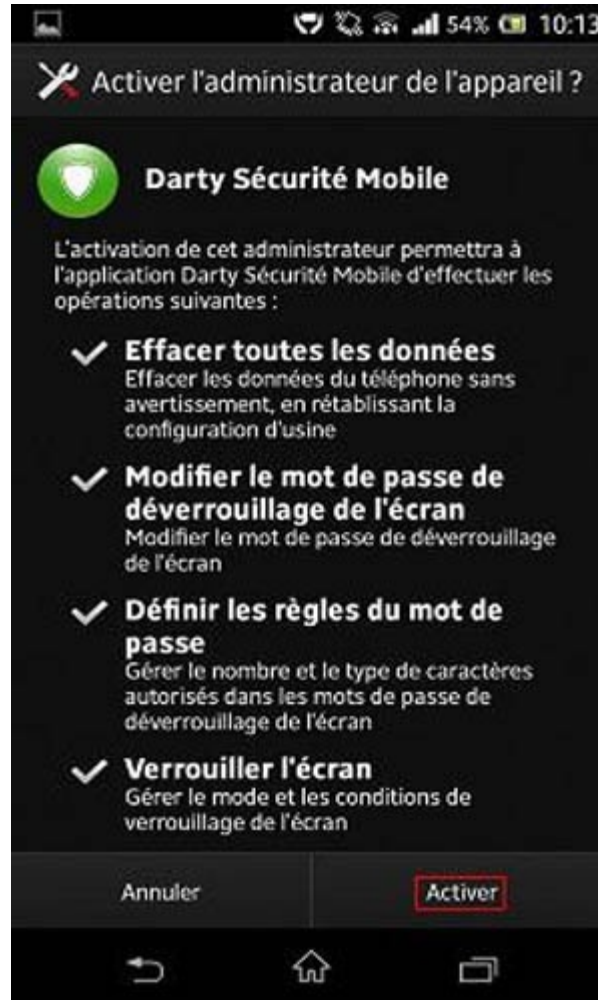 54% 10:13
Activer l'administrateur de l'appareil ?
Darty Sécurité Mobile
L'activation de cet administrateur permettra à
l'application Darty Sécurité Mobile d'effectuer les
opérations suivantes :
Effacer toutes les données
Effacer les données du téléphone sans
avertissement, en rétablissant la
configuration d'usine
Modifier le mot de passe de
déverrouillage de l'écran
Modifier le mot de passe de déverrouillage
de l'écran
Définir les règles du mot de
passe
Gérer le nombre et le type de caractères
autorisés dans les mots de passe de
déverrouillage de l'écran
Verrouiller l'écran
Gérer le mode et les conditions de
verrouillage de l'écran
Annuler Activer